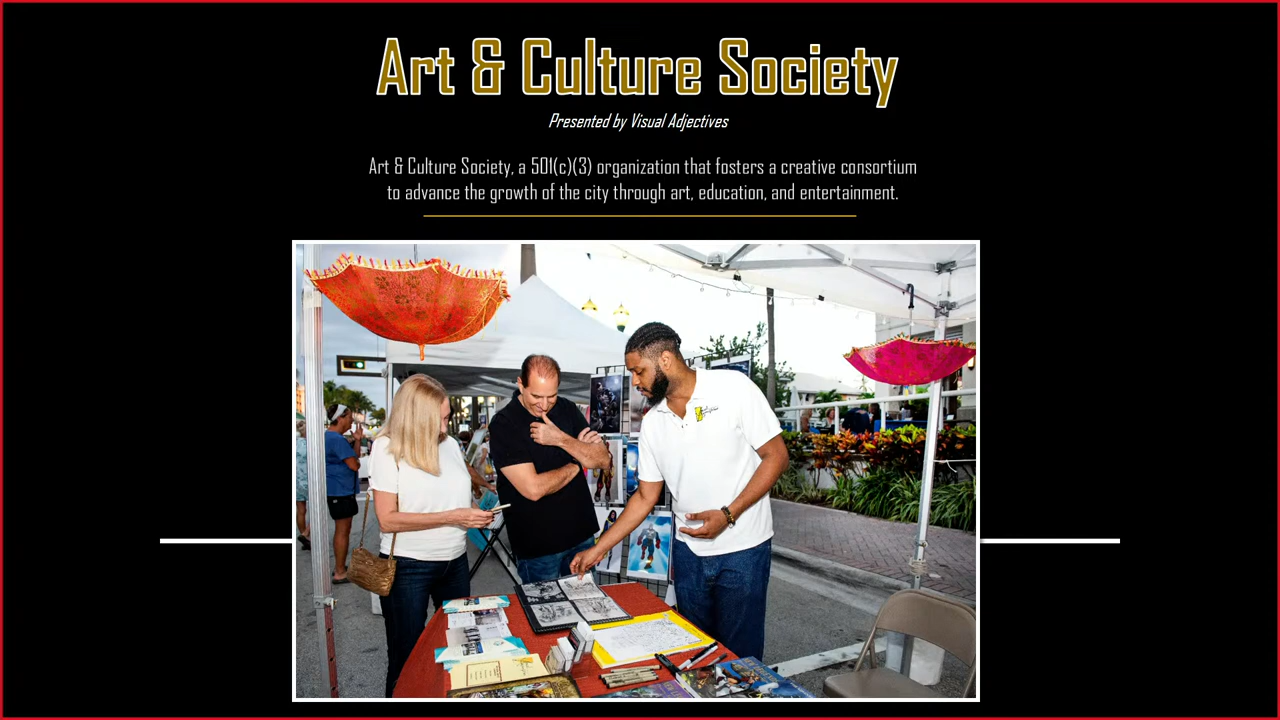 Art & Culture Society
Presented by Visual Adjectives
Art & Culture Society, a 501(c)(3) organization that fosters a creative consortium
to advance the growth of the city through art, education, and entertainment.